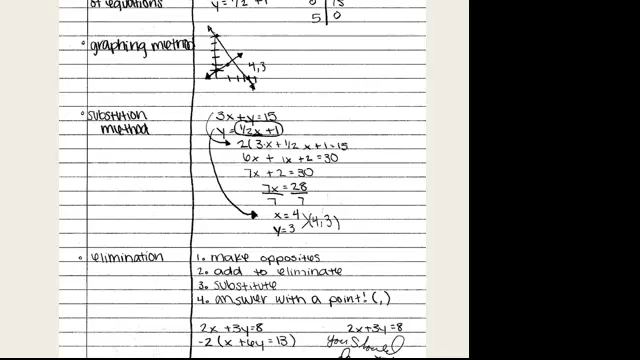 of equations y = 1/2 + 1 0 | 15
5 | 0
• graphing method
4,3
• substitution method
3x + y = 15
y = 1/2x + 1
2(3·x + 1/2 x + 1 = 15
6x + 1x + 2 = 30
7x + 2 = 30
7x = 28
7 7
x = 4
y = 3 (4,3)
• elimination
1. make opposites
2. add to eliminate
3. substitute
4. answer with a point! (,)
2x + 3y = 8 2x + 3y = 8
-2 (x + 6y = 13) You Should